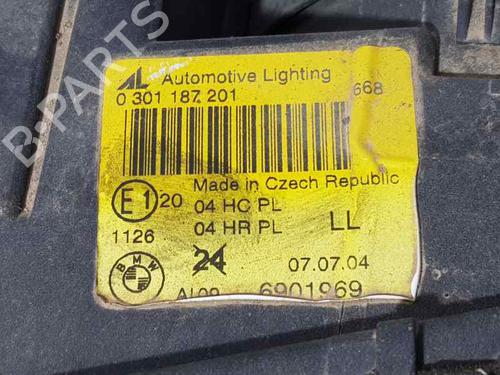 B-PARTS
AL Automotive Lighting
0 301 187 201 668
Made in Czech Republic
E1 20 04 HC PL
1126 04 HR PL LL
24 07.07.04
BMW
6901969